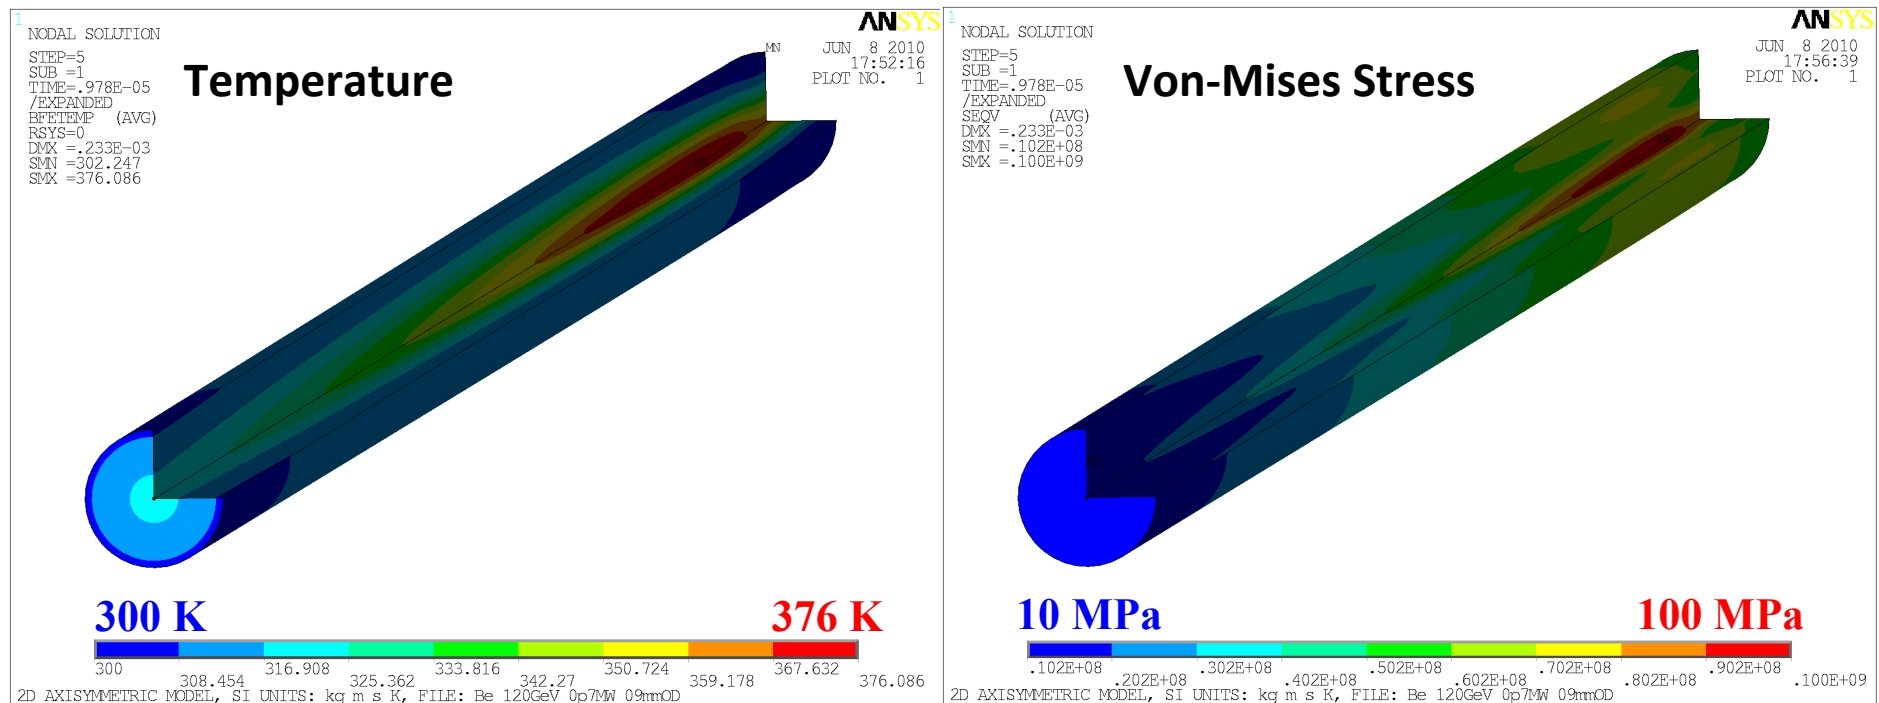 1
ANSYS
NODAL SOLUTION
STEP=5
SUB =1
TIME=.978E-05
/EXPANDED
BFETEMP (AVG)
RSYS=0
DMX =.233E-03
SMN =302.247
SMX =376.086
Temperature
MN
JUN 8 2010
17:52:16
PLOT NO. 1
MX
300 K
376 K
300
308.454
316.908
325.362
333.816
342.27
350.724
359.178
367.632
376.086
2D AXISYMMETRIC MODEL, SI UNITS: kg m s K, FILE: Be 120GeV 0p7MW 09mmOD
1
ANSYS
NODAL SOLUTION
STEP=5
SUB =1
TIME=.978E-05
/EXPANDED
SEQV (AVG)
DMX =.233E-03
SMN =.102E+08
SMX =.100E+09
Von-Mises Stress
JUN 8 2010
17:56:39
PLOT NO. 1
MX
MN
10 MPa
100 MPa
.102E+08
.202E+08
.302E+08
.402E+08
.502E+08
.602E+08
.702E+08
.802E+08
.902E+08
.100E+09
2D AXISYMMETRIC MODEL, SI UNITS: kg m s K, FILE: Be 120GeV 0p7MW 09mmOD